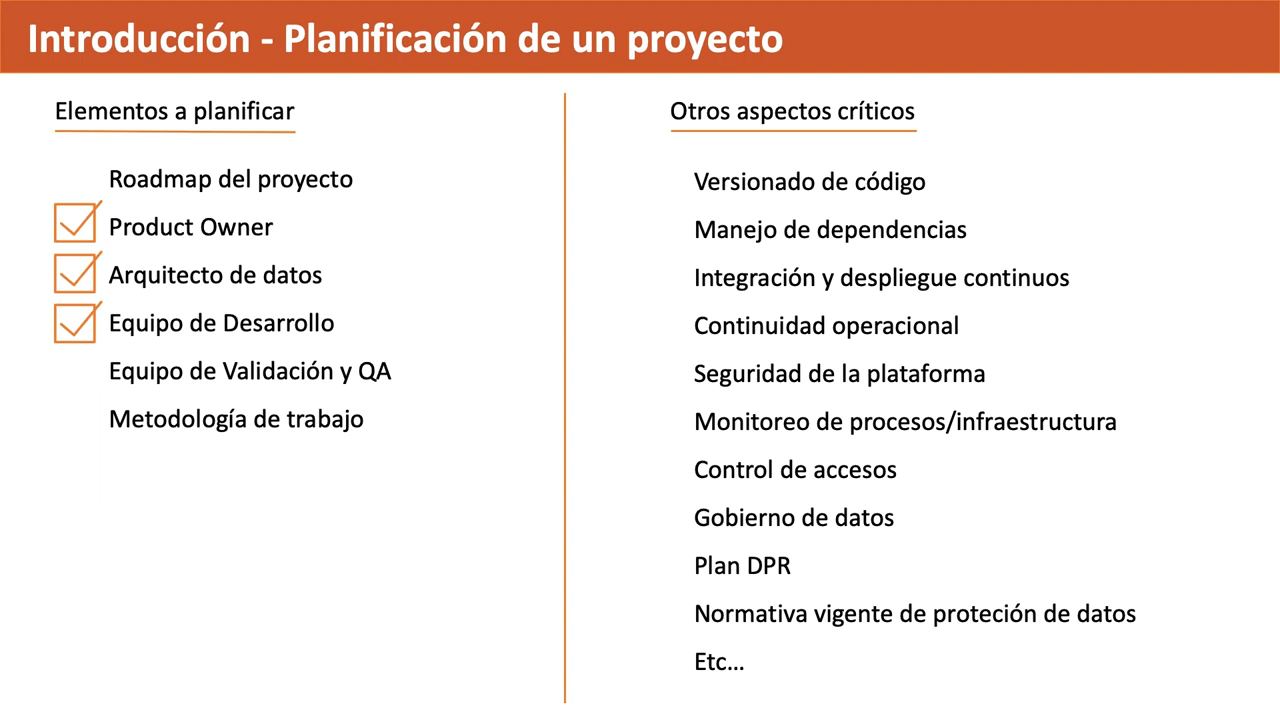 Introducción - Planificación de un proyecto
Elementos a planificar
Roadmap del proyecto
Product Owner
Arquitecto de datos
Equipo de Desarrollo
Equipo de Validación y QA
Metodología de trabajo
Otros aspectos críticos
Versionado de código
Manejo de dependencias
Integración y despliegue continuos
Continuidad operacional
Seguridad de la plataforma
Monitoreo de procesos/infraestructura
Control de accesos
Gobierno de datos
Plan DPR
Normativa vigente de proteción de datos
Etc...